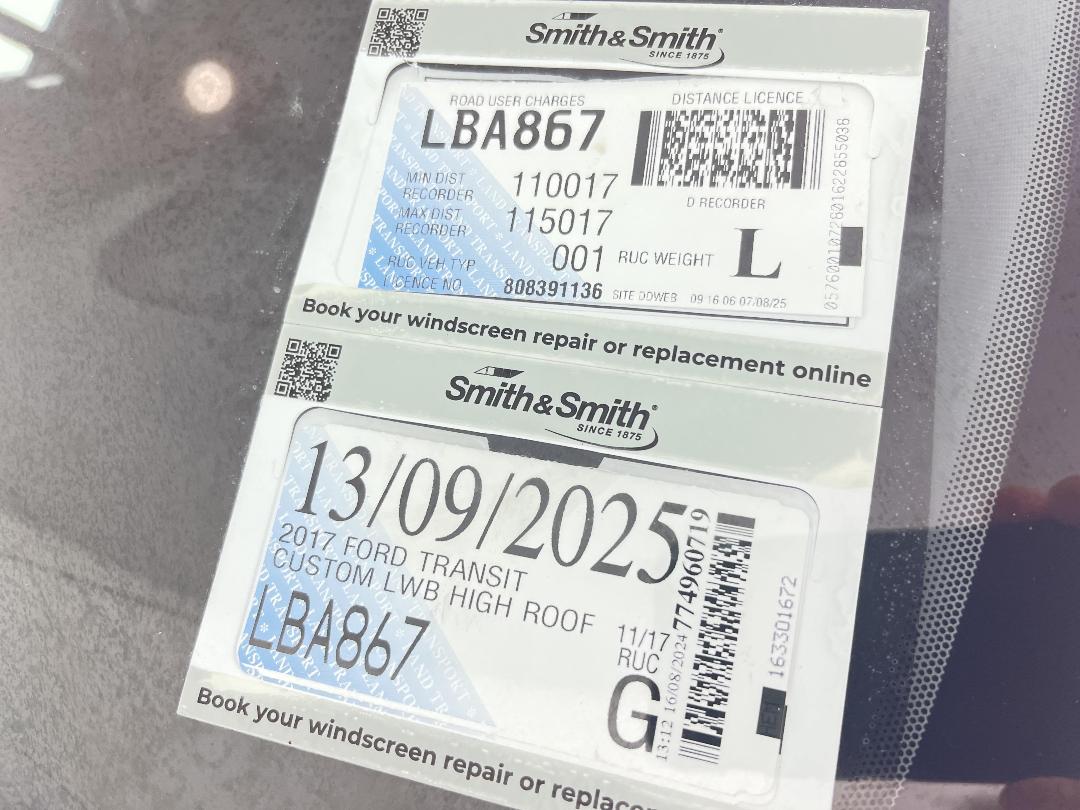 Smith&Smith®
SINCE 1875
ROAD USER CHARGES
DISTANCE LICENCE
LBA867
MIN DIST RECORDER 110017
D RECORDER
MAX DIST RECORDER 115017
RUC VEH TYP 001
RUC WEIGHT L
LICENCE NO. 808391136
SITE DDWEB 09 16 06 07/08/25
Book your windscreen repair or replacement online
Smith&Smith®
SINCE 1875
13/09/2025
2017 FORD TRANSIT
CUSTOM LWB HIGH ROOF
LBA867
11/17
RUC
G
13:12 16/08/2024 774960719
163301672
Book your windscreen repair or replacem